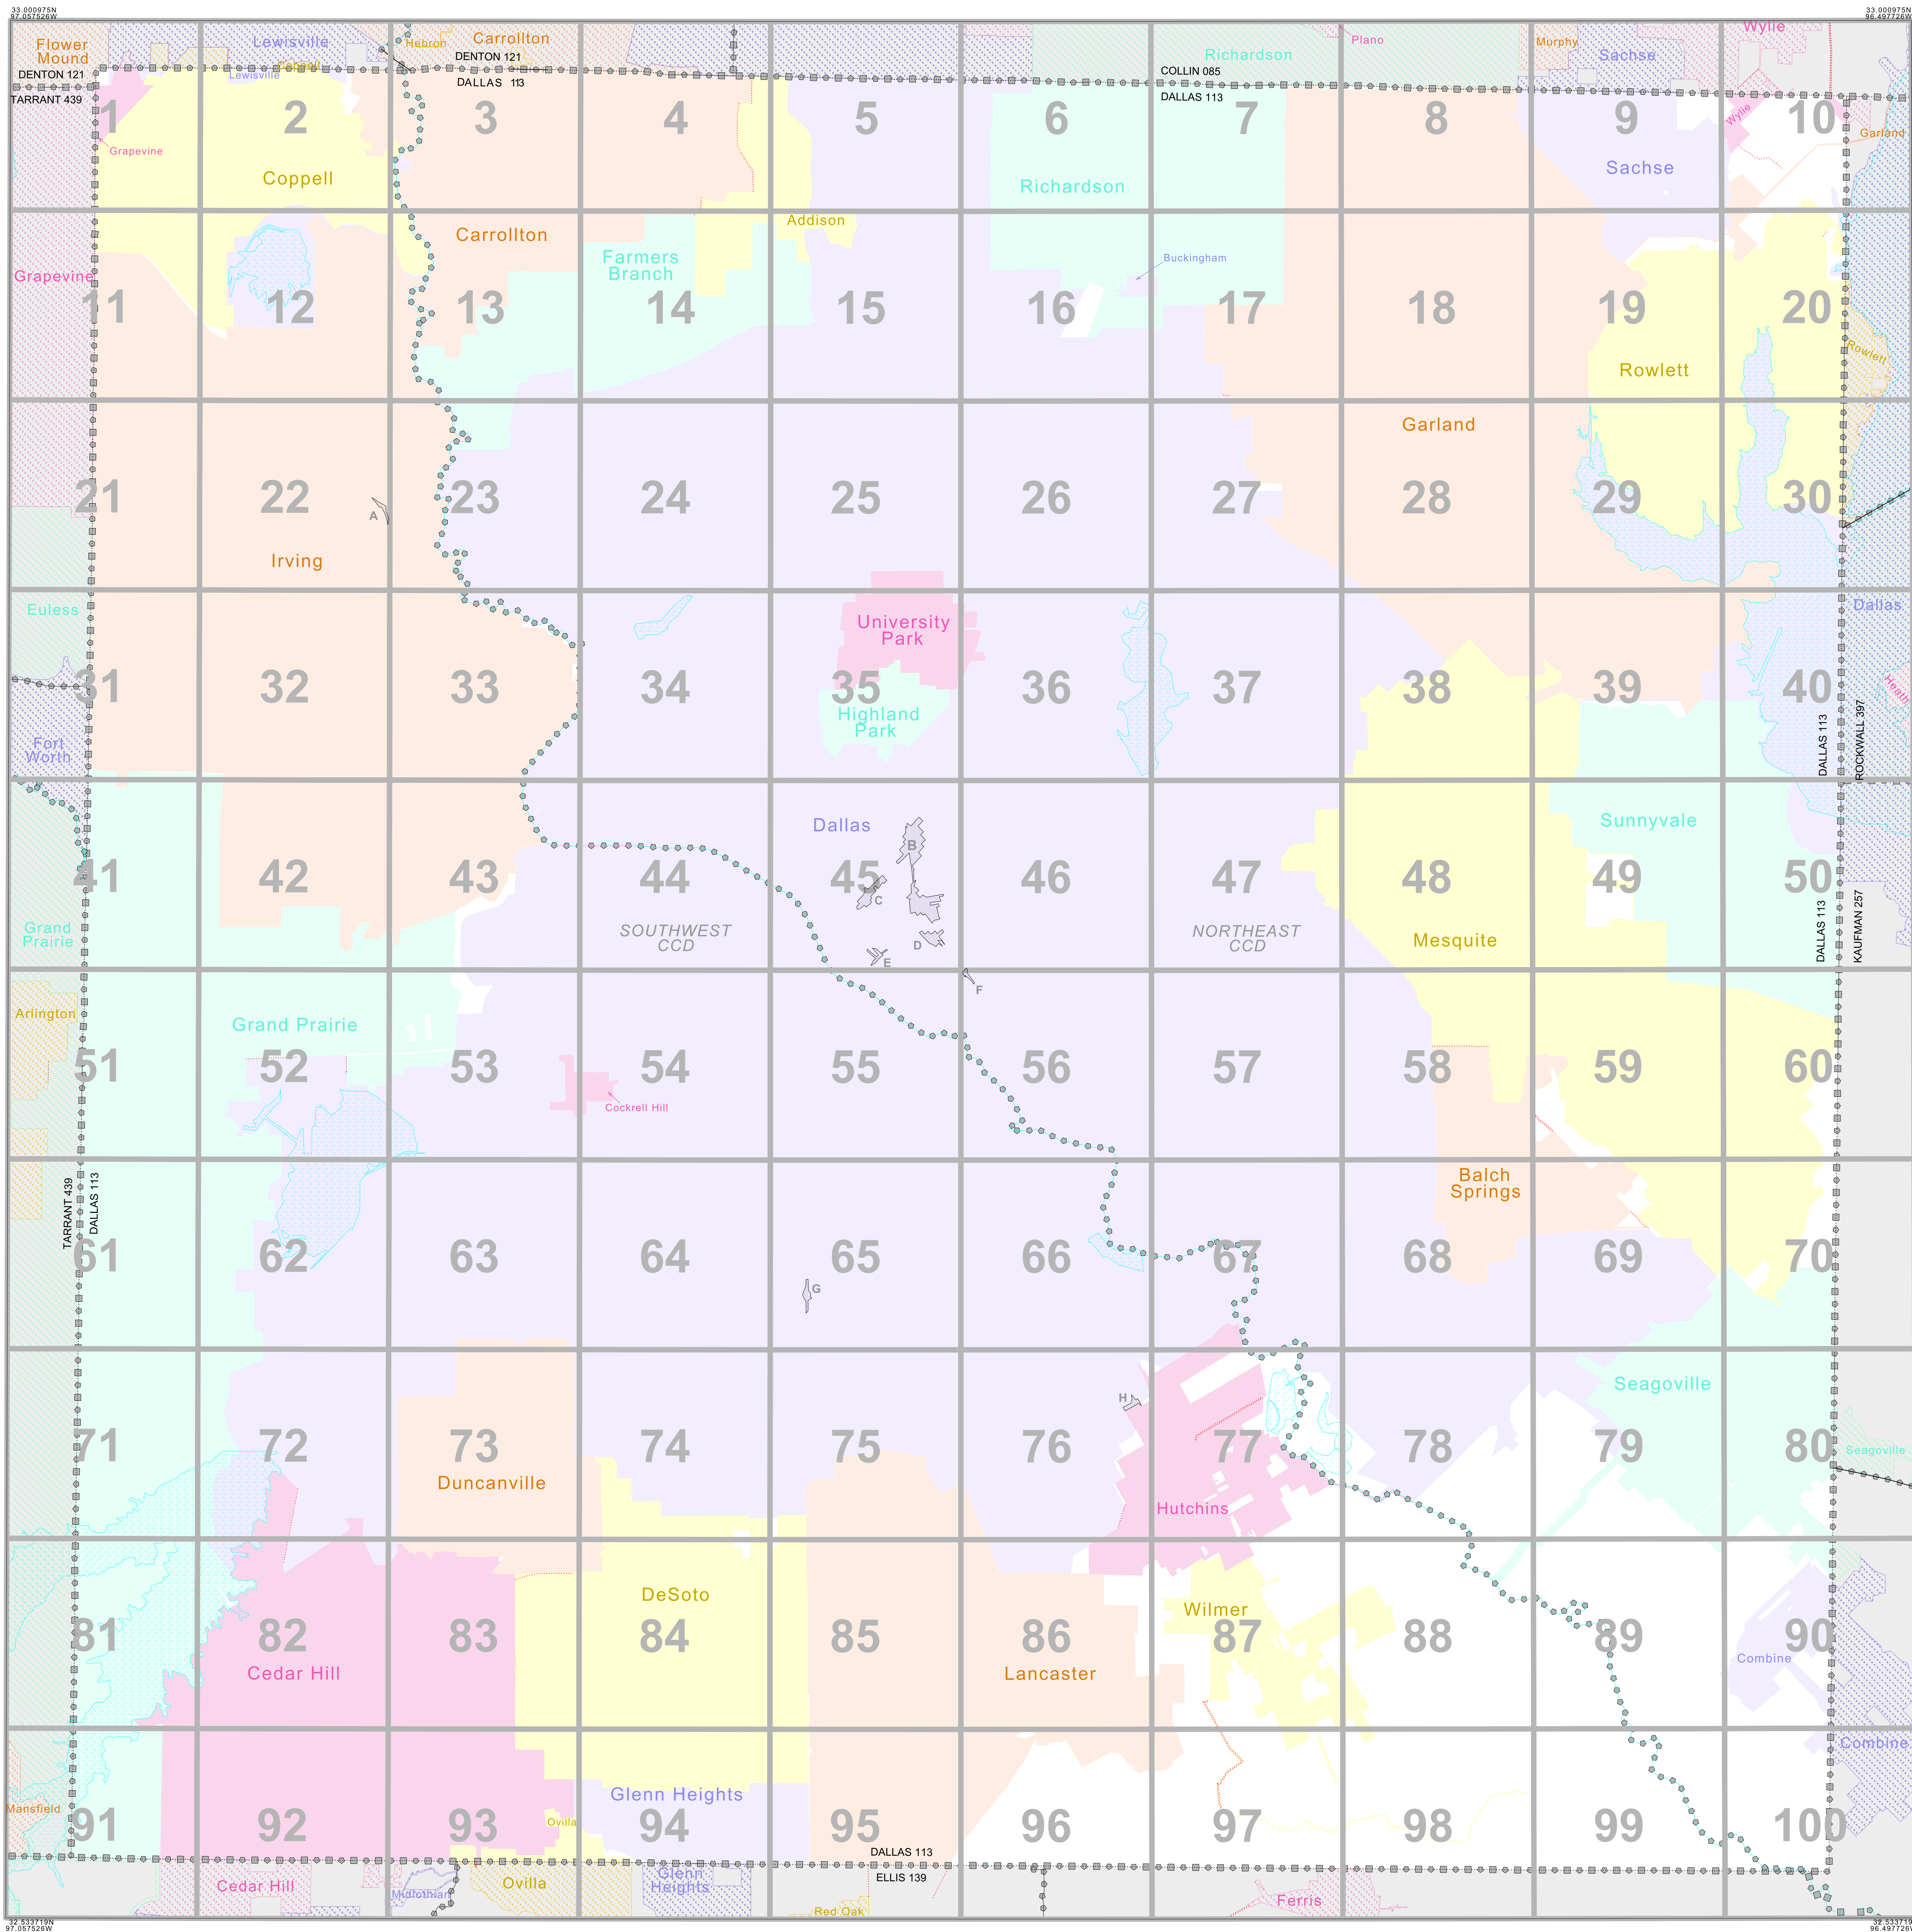 33.000975N
97.057526W
33.000975N
96.497726W
Flower
Mound
Lewisville
Hebron
Carrollton
Richardson
Plano
Murphy
Sachse
Wylie
Coppell
Lewisville
DENTON 121
TARRANT 439
DENTON 121
DALLAS 113
COLLIN 085
DALLAS 113
1
2
3
4
5
6
7
8
9
10
Wylie
Garland
Grapevine
Coppell
Richardson
Sachse
Addison
Carrollton
Farmers
Branch
Buckingham
Grapevine
11
12
13
14
15
16
17
18
19
20
Rowlett
Rowlett
Garland
21
22
23
24
25
26
27
28
29
30
A
Irving
Euless
University
Park
Dallas
31
32
33
34
35
36
37
38
39
40
Heath
Highland
Park
Fort
Worth
DALLAS 113
ROCKWALL 397
Dallas
Sunnyvale
B
41
42
43
44
45
46
47
48
49
50
C
Grand
Prairie
SOUTHWEST
CCD
NORTHEAST
CCD
Mesquite
DALLAS 113
KAUFMAN 257
D
E
F
Arlington
Grand Prairie
51
52
53
54
55
56
57
58
59
60
Cockrell Hill
Balch
Springs
TARRANT 439
DALLAS 113
61
62
63
64
65
66
67
68
69
70
G
Seagoville
H
71
72
73
74
75
76
77
78
79
80
Seagoville
Duncanville
Hutchins
DeSoto
Wilmer
81
82
83
84
85
86
87
88
89
90
Cedar Hill
Lancaster
Combine
Combine
Glenn Heights
Mansfield
Ovilla
91
92
93
94
95
96
97
98
99
100
DALLAS 113
ELLIS 139
Cedar Hill
Midlothian
Ovilla
Glenn
Heights
Red Oak
Ferris
32.533719N
97.057526W
32.533719N
96.497726W